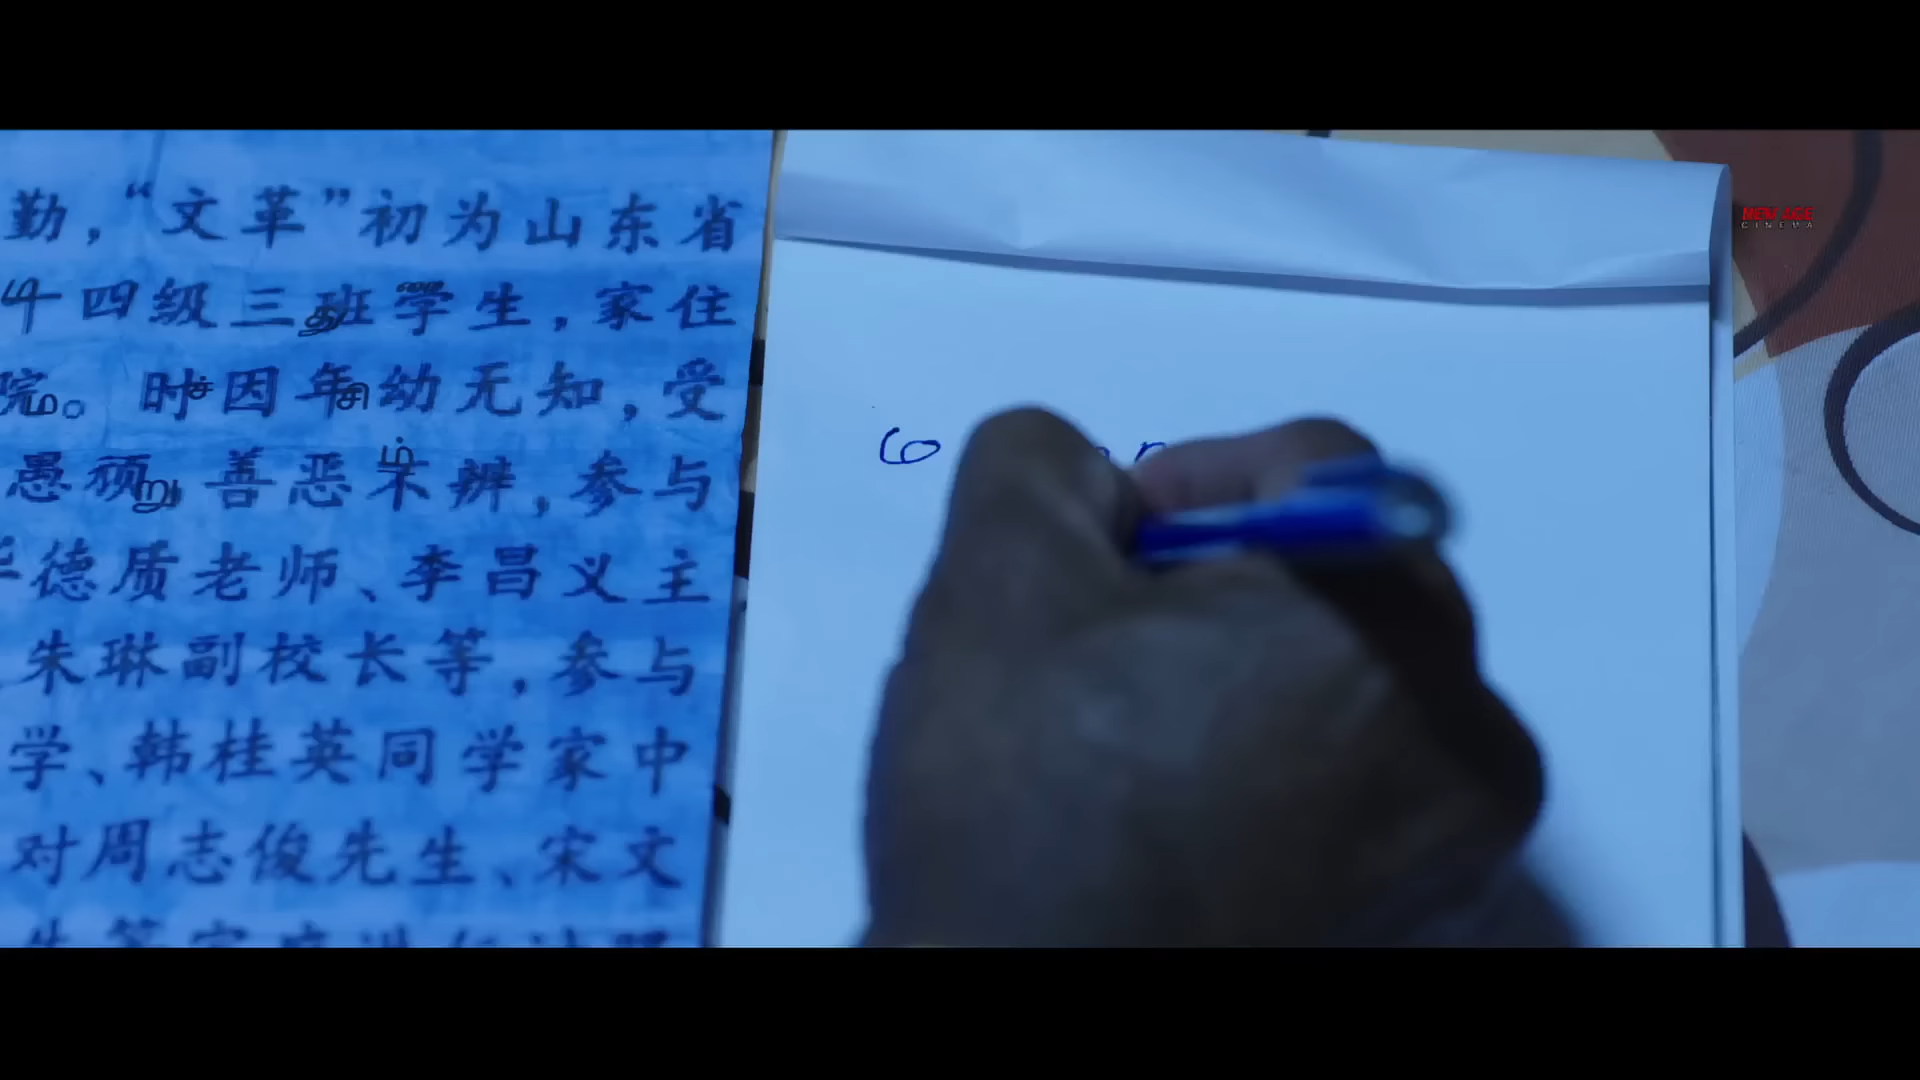 勤，“文革”初为山东省
四级三班学生，家住
院。时因年幼无知，受
愚顽，善恶不辨，参与
德质老师、李昌义主
朱琳副校长等，参与
学、韩桂英同学家中
对周志俊先生、宋文
NEW AGE
CINEMA